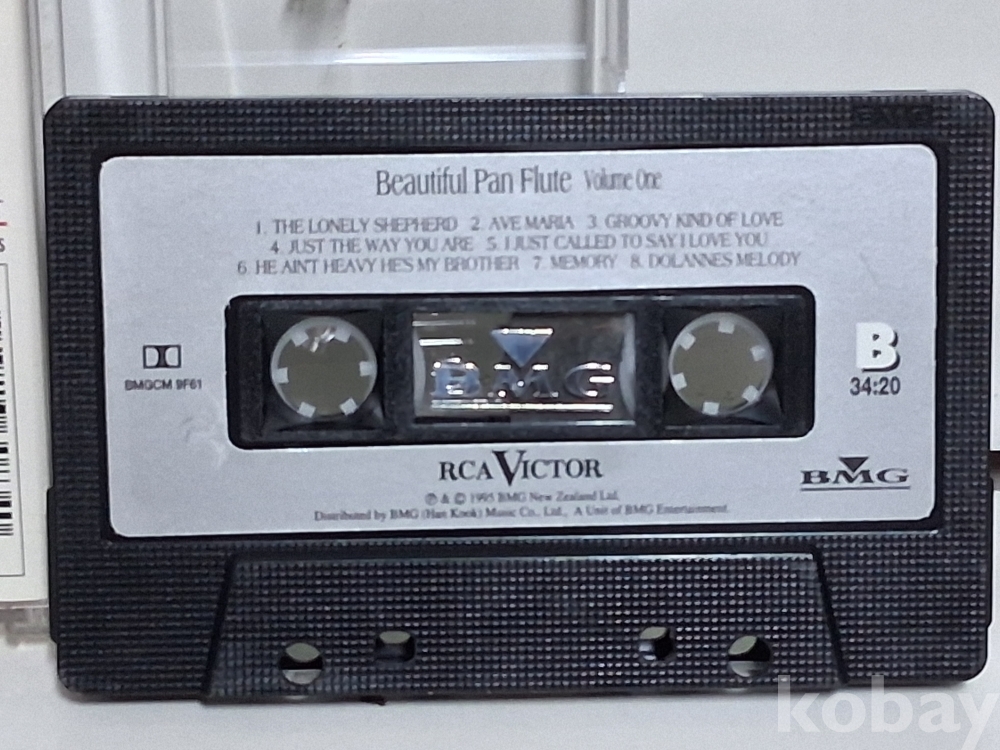 Beautiful Pan Flute Volume One
1. THE LONELY SHEPHERD 2. AVE MARIA 3. GROOVY KIND OF LOVE
4. JUST THE WAY YOU ARE 5. I JUST CALLED TO SAY I LOVE YOU
6. HE AINT HEAVY HE'S MY BROTHER 7. MEMORY 8. DOLANNES MELODY
BMG
B
34:20
BMGCM 9F61
RCA VICTOR
BMG
℗ & © 1995 BMG New Zealand Ltd.
Distributed by BMG (Han Kook) Music Co., Ltd., A Unit of BMG Entertainment.
kobay